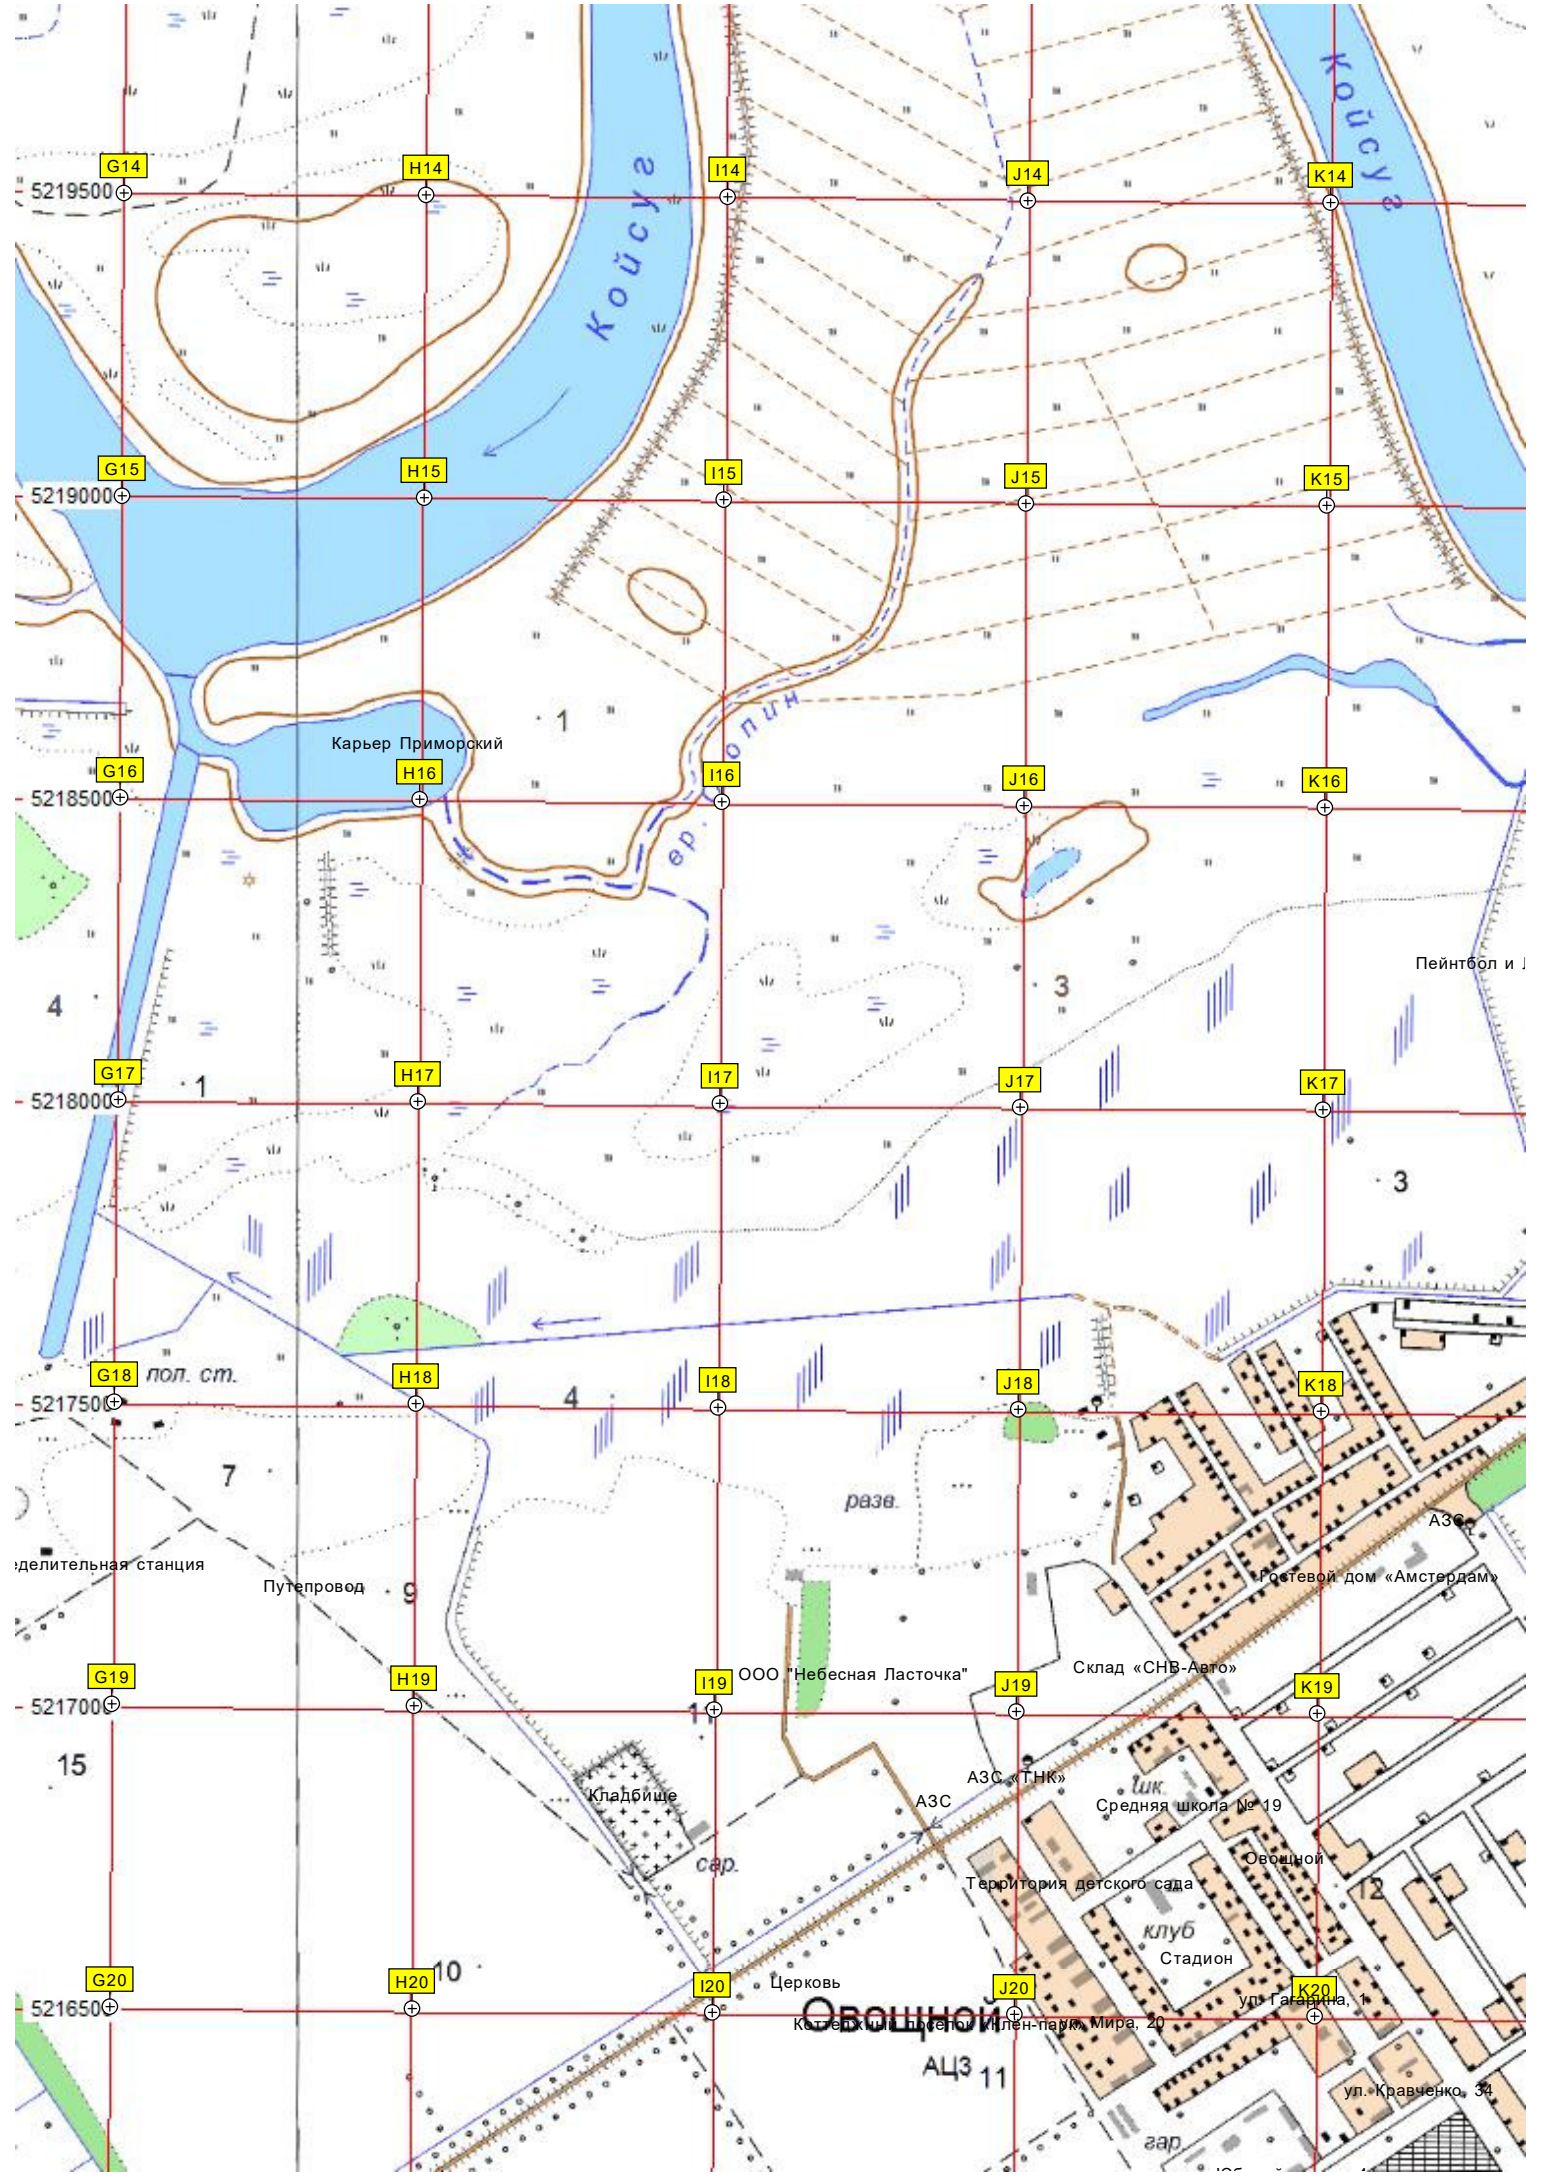 Койсуг
Койсуг
G14
H14
I14
J14
K14
5219500
G15
H15
I15
J15
K15
5219000
1
опин
Карьер Приморский
G16
H16
I16
J16
K16
5218500
ер.
3
Пейнтбол и
4
G17
H17
I17
J17
K17
5218000
1
3
G18
пол. ст.
H18
4
I18
J18
K18
5217500
7
разв.
АЗС
еделительная станция
Путепровод
9
Гостевой дом «Амстердам»
G19
H19
I19
ООО "Небесная Ласточка"
J19
Склад «СНВ-Авто»
K19
5217000
11
15
АЗС «ТНК»
шк.
Кладбище
АЗС
Средняя школа № 19
сар.
Овощной
Территория детского сада
12
клуб
Стадион
10
G20
H20
I20
Церковь
J20
K20
ул. Гагарина, 1
5216500
Овощной
Коттеджный поселок «Клён-парк»
ул. Мира, 20
АЦЗ
11
ул. Кравченко, 34
гар.